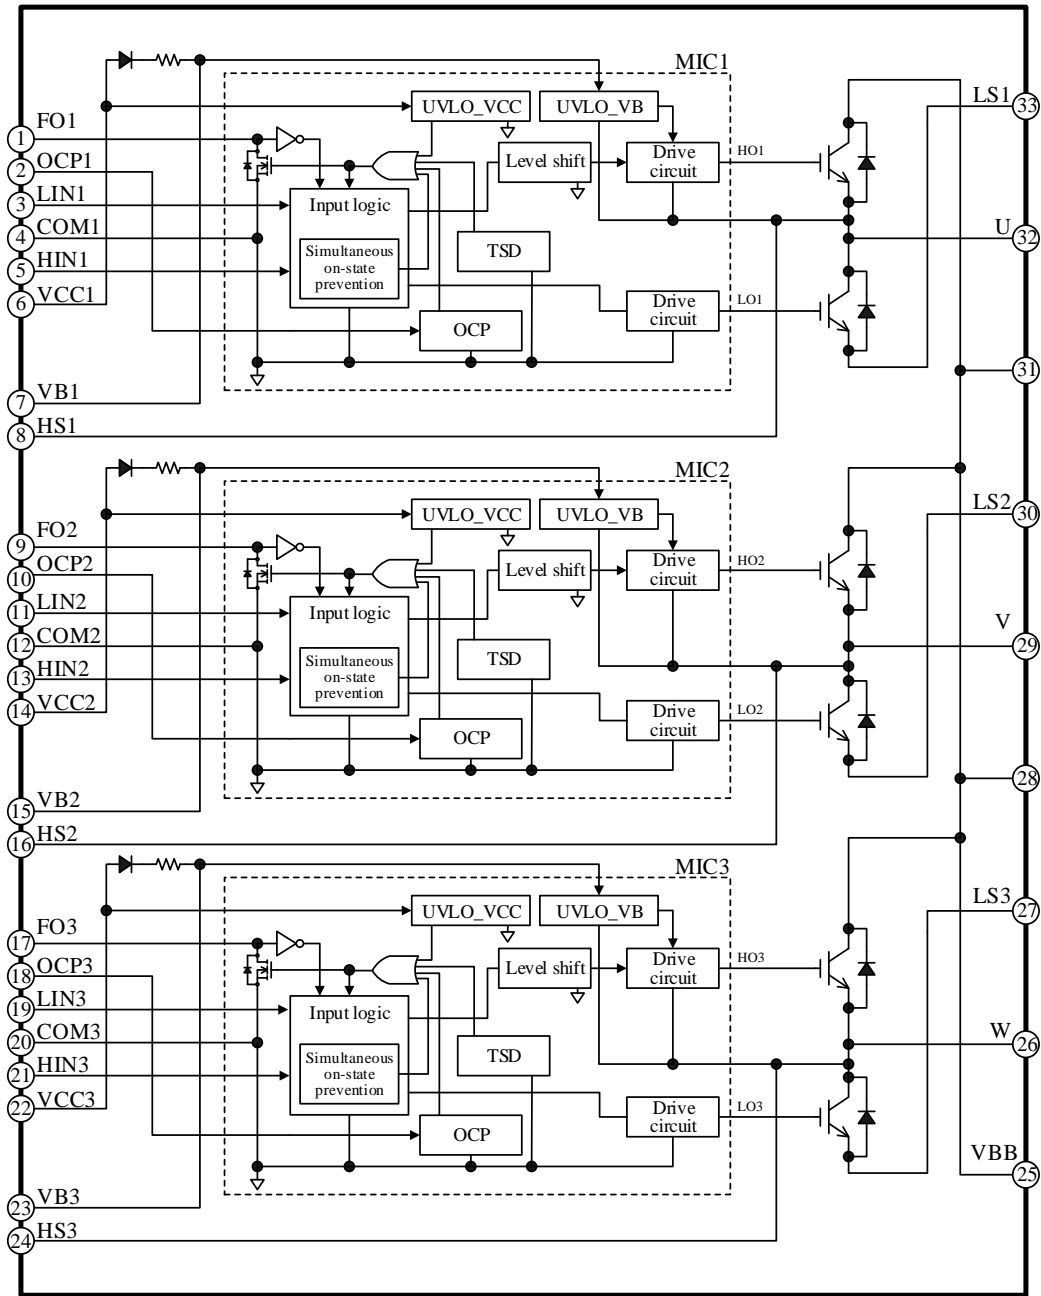 MIC1
UVLO_VCC
UVLO_VB
LS1
33
1
FO1
2
OCP1
Level shift
Drive
circuit
HO1
3
LIN1
Input logic
4
COM1
Simultaneous
on-state
prevention
TSD
U
32
5
HIN1
6
VCC1
Drive
circuit
LO1
OCP
31
7
VB1
8
HS1
MIC2
UVLO_VCC
UVLO_VB
LS2
30
9
FO2
10
OCP2
Level shift
Drive
circuit
HO2
11
LIN2
Input logic
12
COM2
Simultaneous
on-state
prevention
TSD
V
29
13
HIN2
14
VCC2
Drive
circuit
LO2
OCP
28
15
VB2
16
HS2
MIC3
UVLO_VCC
UVLO_VB
LS3
27
17
FO3
18
OCP3
Level shift
Drive
circuit
HO3
19
LIN3
Input logic
20
COM3
Simultaneous
on-state
prevention
TSD
W
26
21
HIN3
22
VCC3
Drive
circuit
LO3
OCP
VBB
25
23
VB3
24
HS3